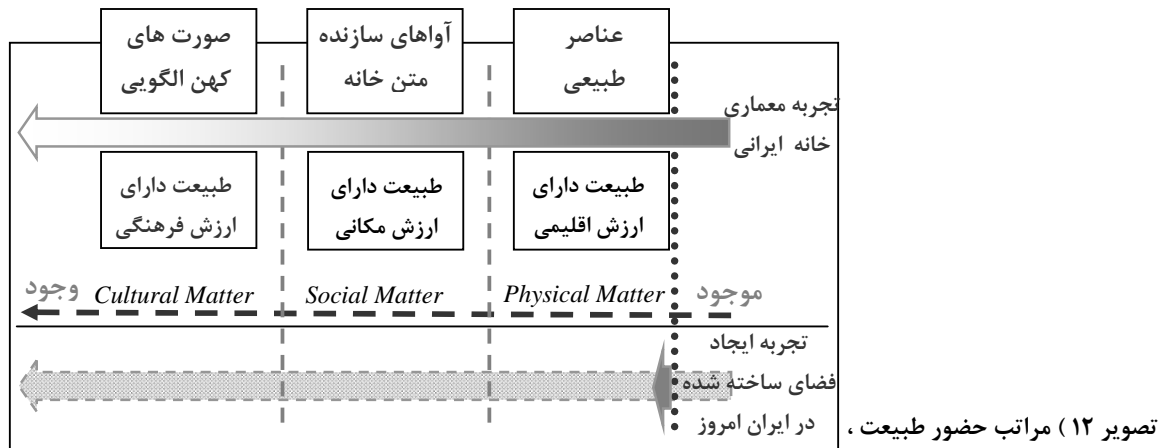 عناصر
طبیعی
آواهای سازنده
متن خانه
صورت های
کهن الگویی
تجربه معماری
خانه ایرانی
طبیعت دارای
ارزش اقلیمی
طبیعت دارای
ارزش مکانی
طبیعت دارای
ارزش فرهنگی
موجود
Physical Matter
Social Matter
Cultural Matter
وجود
تجربه ایجاد
فضای ساخته شده
در ایران امروز
تصویر ۱۲ ) مراتب حضور طبیعت ،